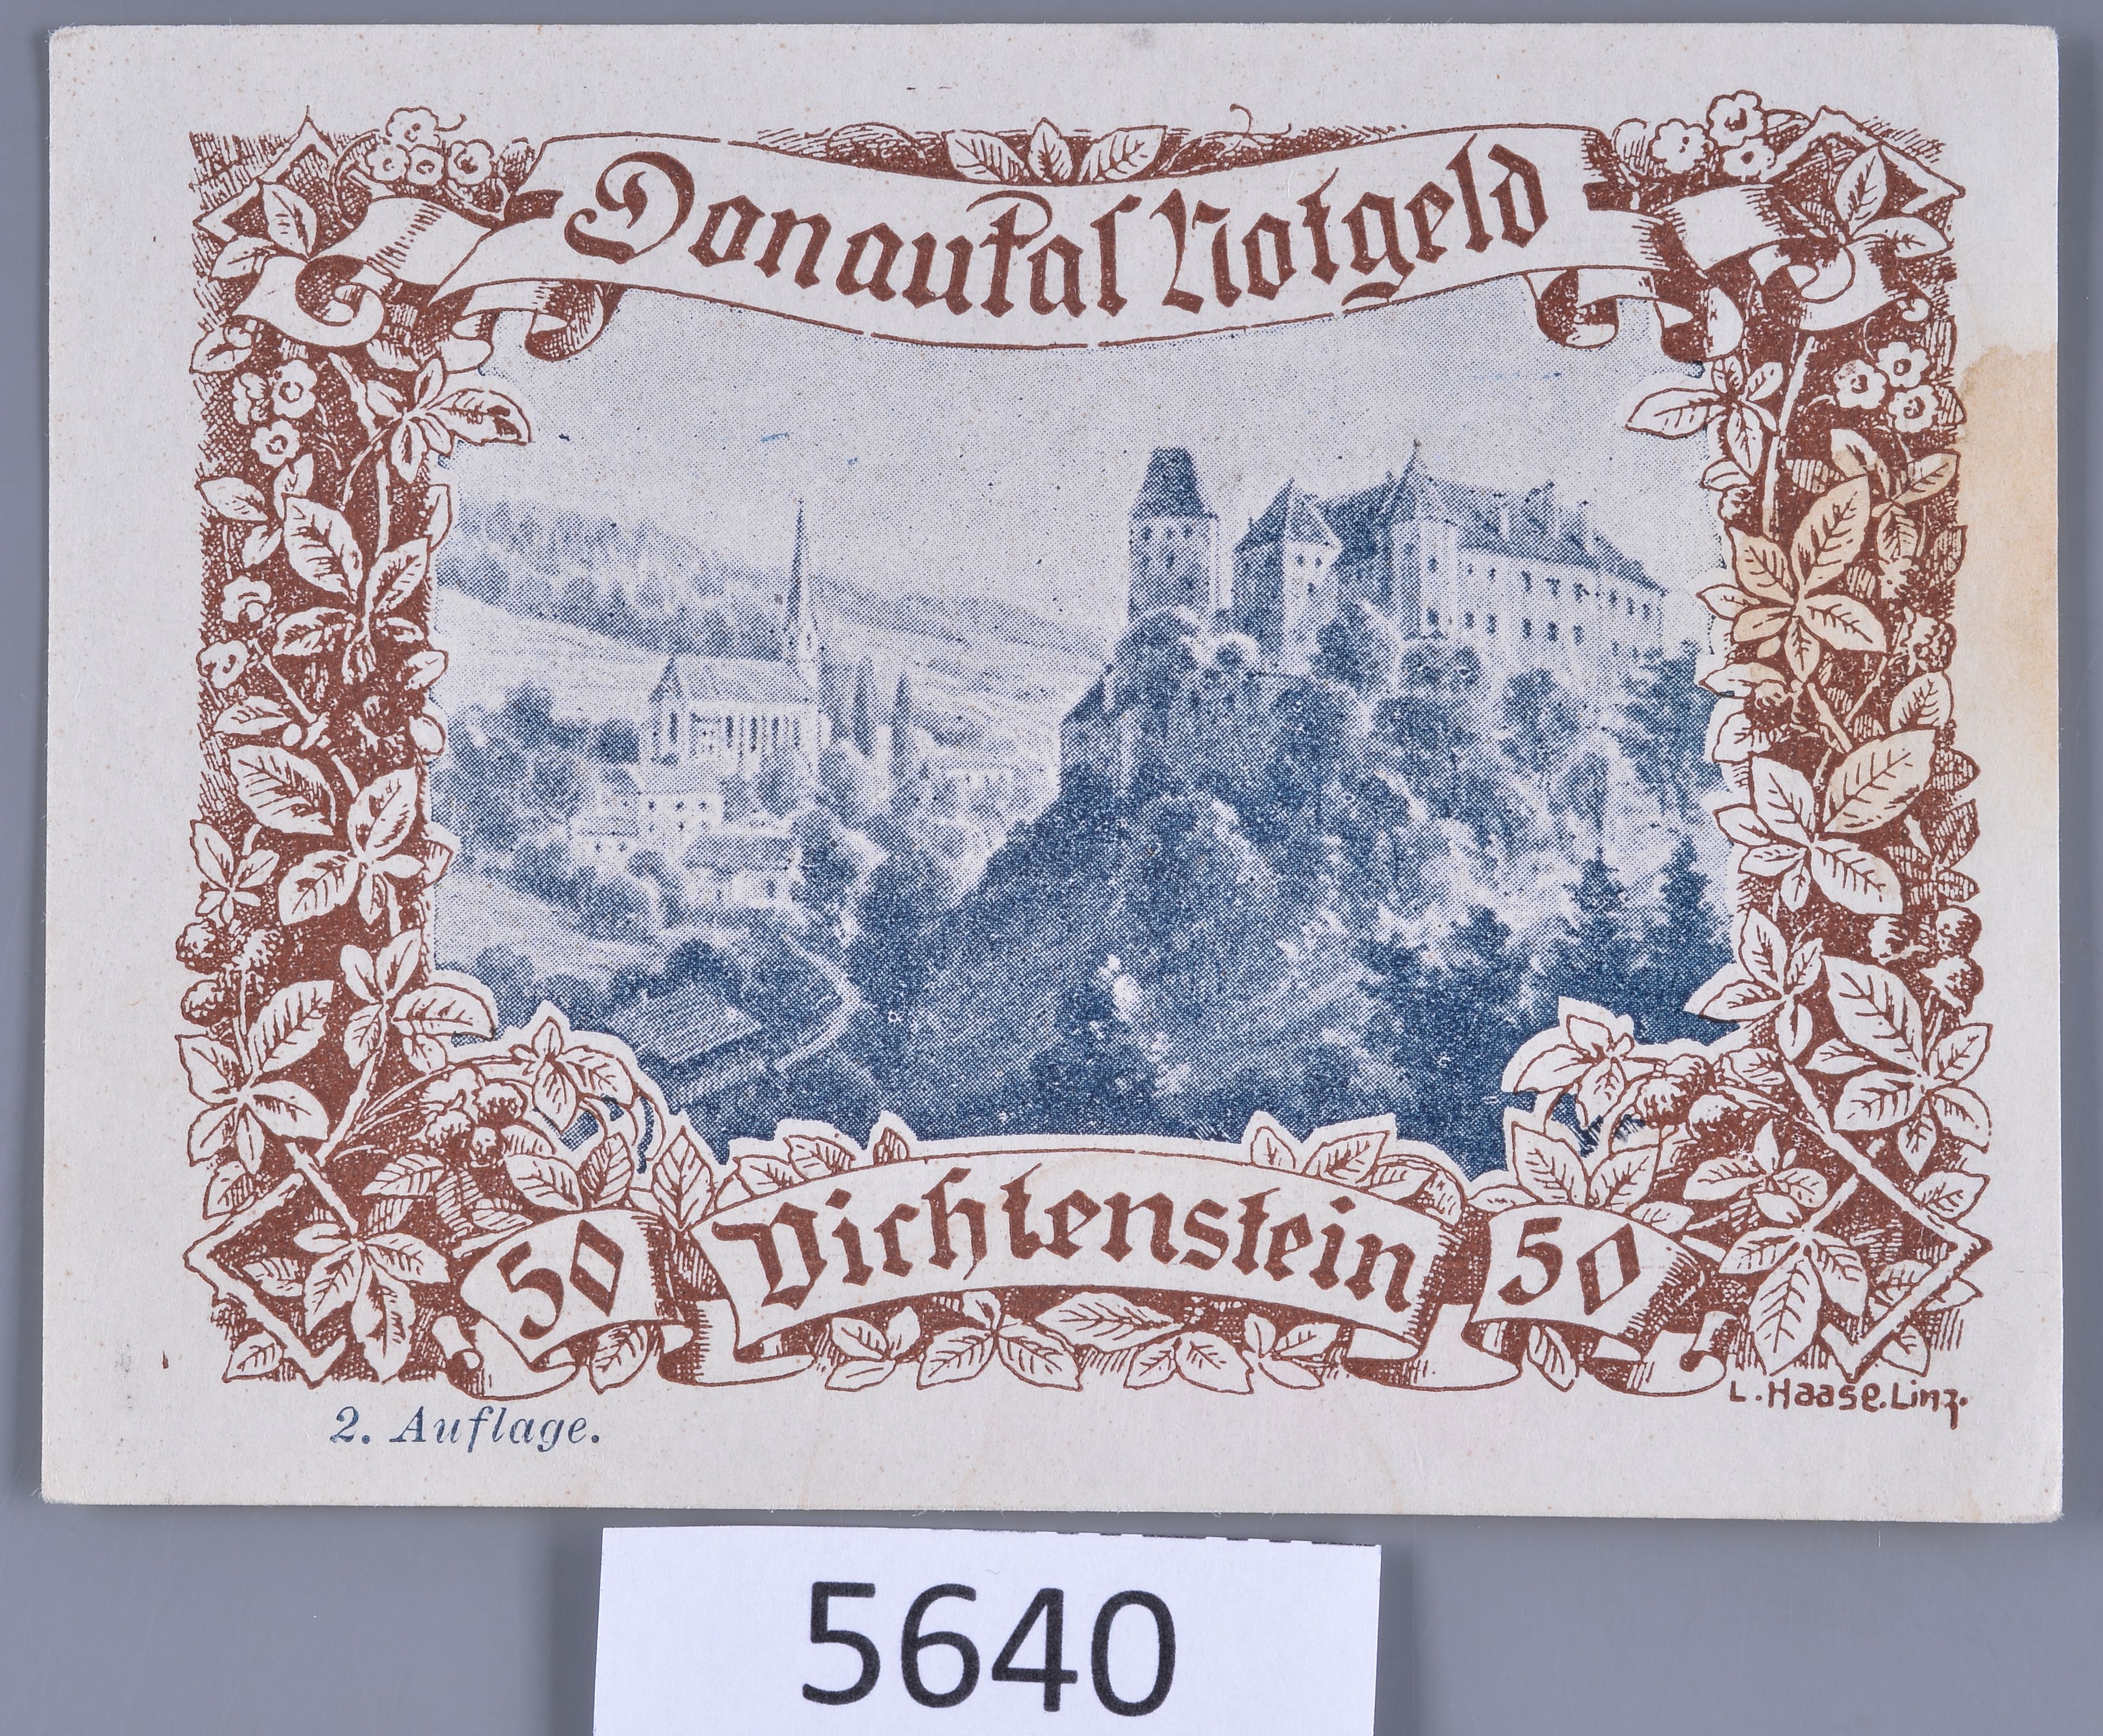 Donautal Notgeld
50 Vichtenstein 50
L. Haase. Linz.
2. Auflage.
5640